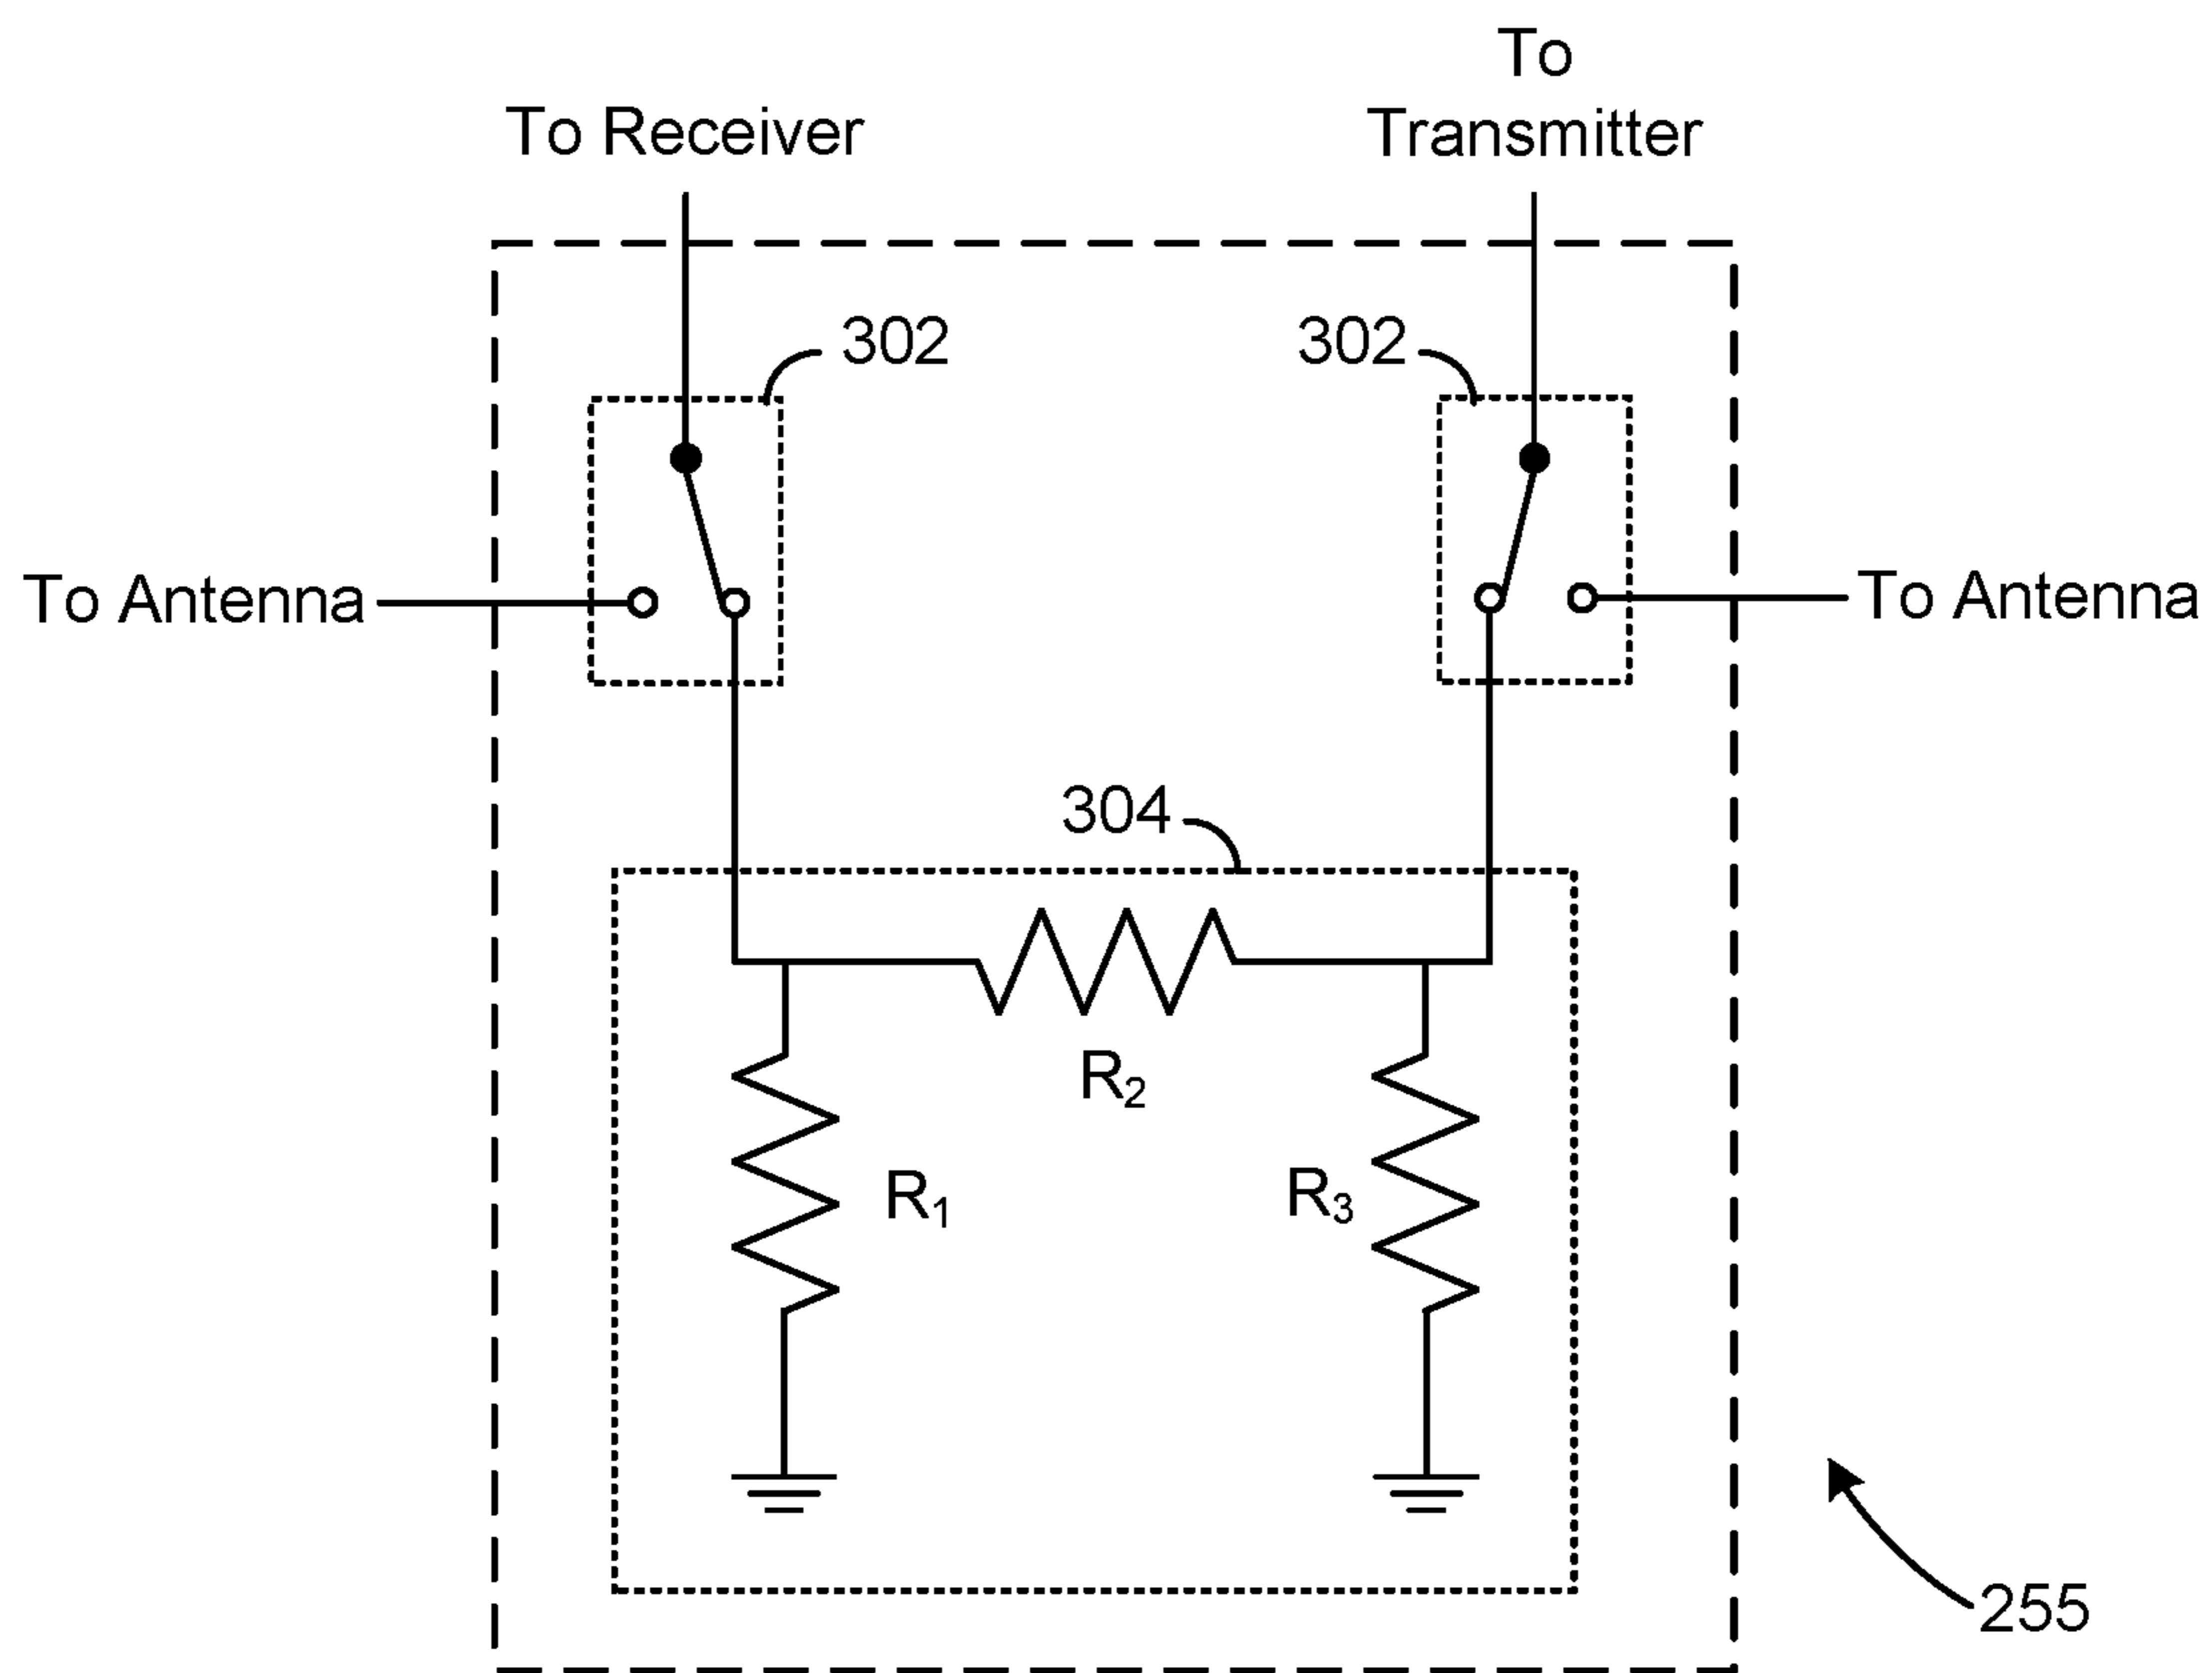 To
Transmitter
To Receiver
302
302
To Antenna
To Antenna
304
R2
R1
R3
255